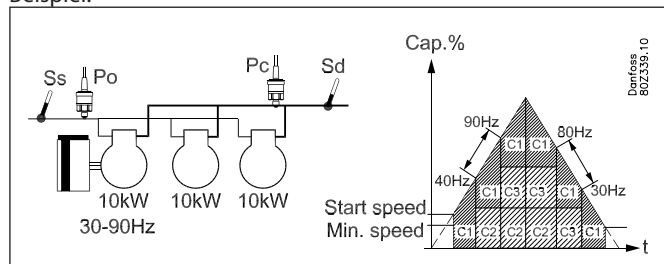 Beispiel:
Ss
Po
Pc
Sd
10kW
10kW
10kW
30-90Hz
Cap.%
Danfoss
80Z339.10
90Hz
80Hz
C1
C1
40Hz
30Hz
C1
C3
C3
C1
Start speed
Min. speed
C1
C2
C2
C2
C2
C3
C1
t